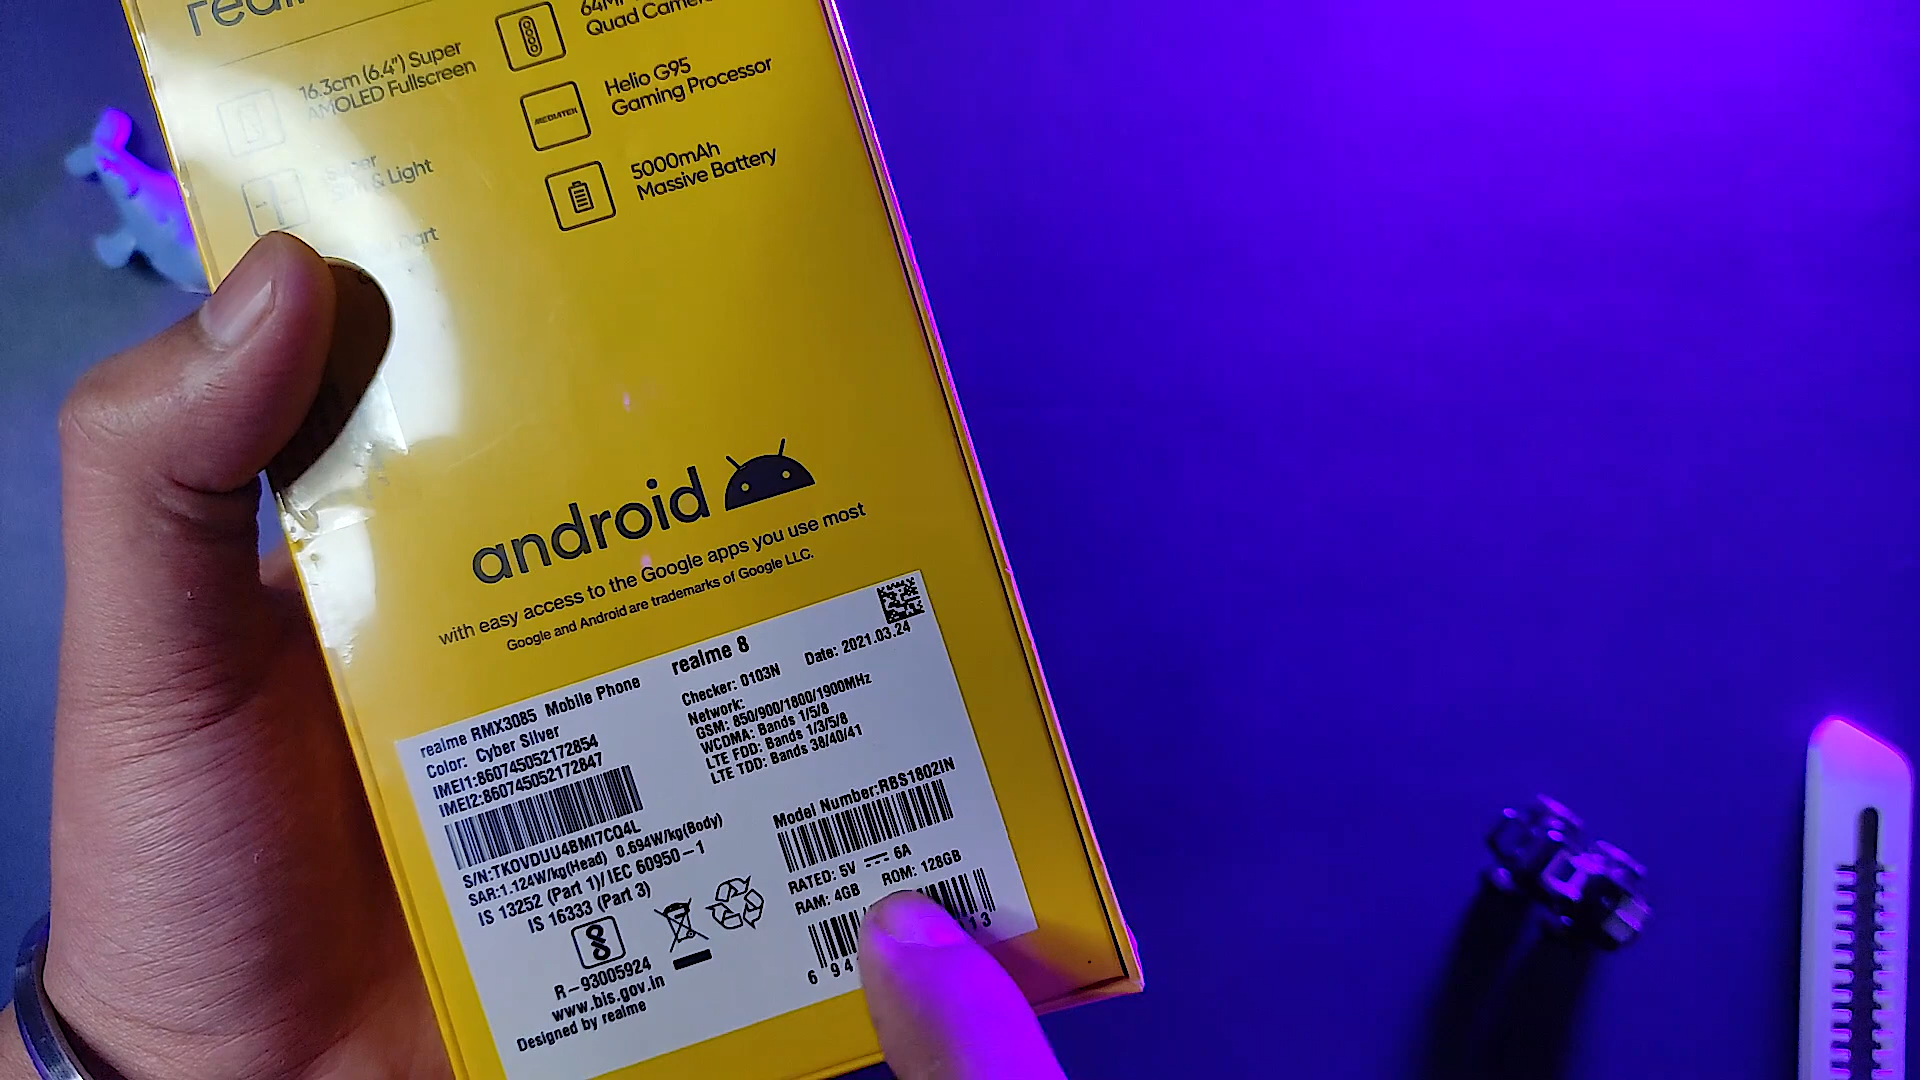 16.3cm (6.4") Super
AMOLED Fullscreen
& Light
Dart
Quad Camera
Helio G95
Gaming Processor
MEDIATEK
5000mAh
Massive Battery
android
with easy access to the Google apps you use most
Google and Android are trademarks of Google LLC.
realme RMX3085 Mobile Phone
Color: Cyber Silver
IMEI1:860745052172854
IMEI2:860745052172847
S/N:TKOVDUU4BMI7CQ4L
SAR:1.124W/kg(Head) 0.694W/kg(Body)
IS 13252 (Part 1)/ IEC 60950-1
IS 16333 (Part 3)
R-93005924
www.bis.gov.in
Designed by realme
realme 8
Checker: 0103N
Date: 2021.03.24
Network:
GSM: 850/900/1800/1900MHz
WCDMA: Bands 1/5/8
LTE FDD: Bands 1/3/5/8
LTE TDD: Bands 38/40/41
Model Number:RBS1802IN
RATED: 5V ⎓ 6A
RAM: 4GB ROM: 128GB
6 94 13